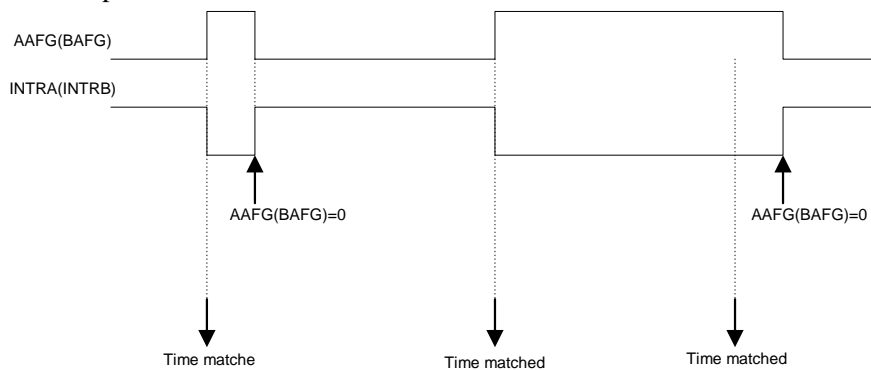 AAFG(BAFG)
INTRA(INTRB)
AAFG(BAFG)=0
AAFG(BAFG)=0
Time matche
Time matched
Time matched